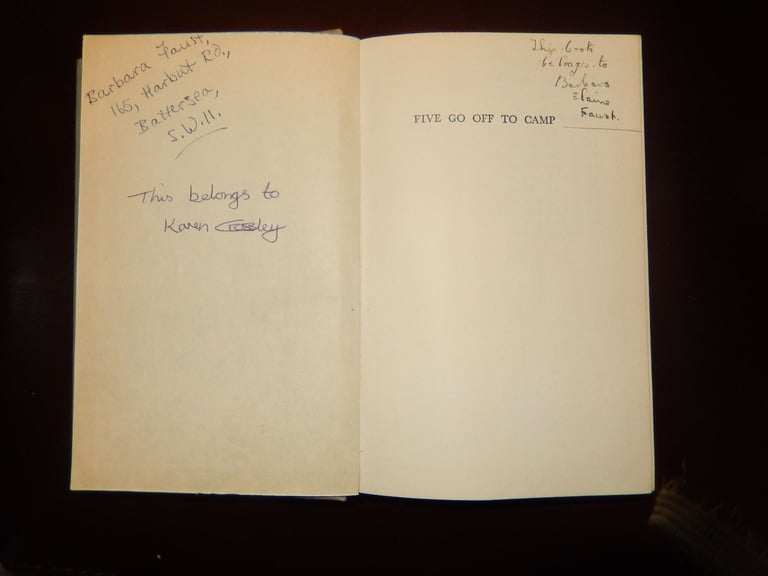 Barbara Faust,
165, Harbut Rd.,
Battersea,
S.W.11.
This belongs to
Karen
FIVE GO OFF TO CAMP
This book
belongs to
Barbara
Elaine
Faust.